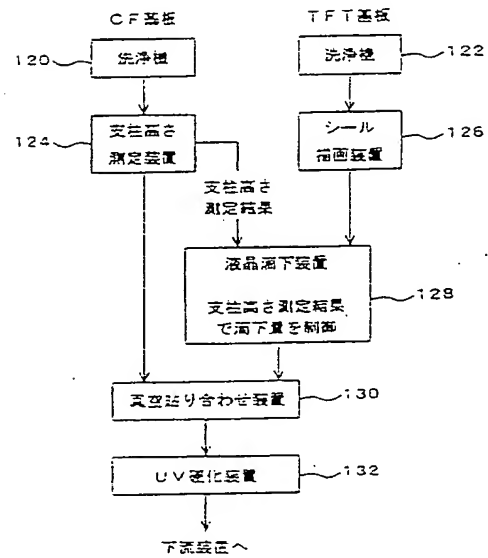 CF基板
TFT基板
120
洗浄機
洗浄機
122
124
支柱高さ
測定装置
シール
描画装置
126
支柱高さ
測定結果
液晶滴下装置
支柱高さ測定結果
で滴下量を制御
128
真空貼り合わせ装置
130
UV硬化装置
132
下流装置へ